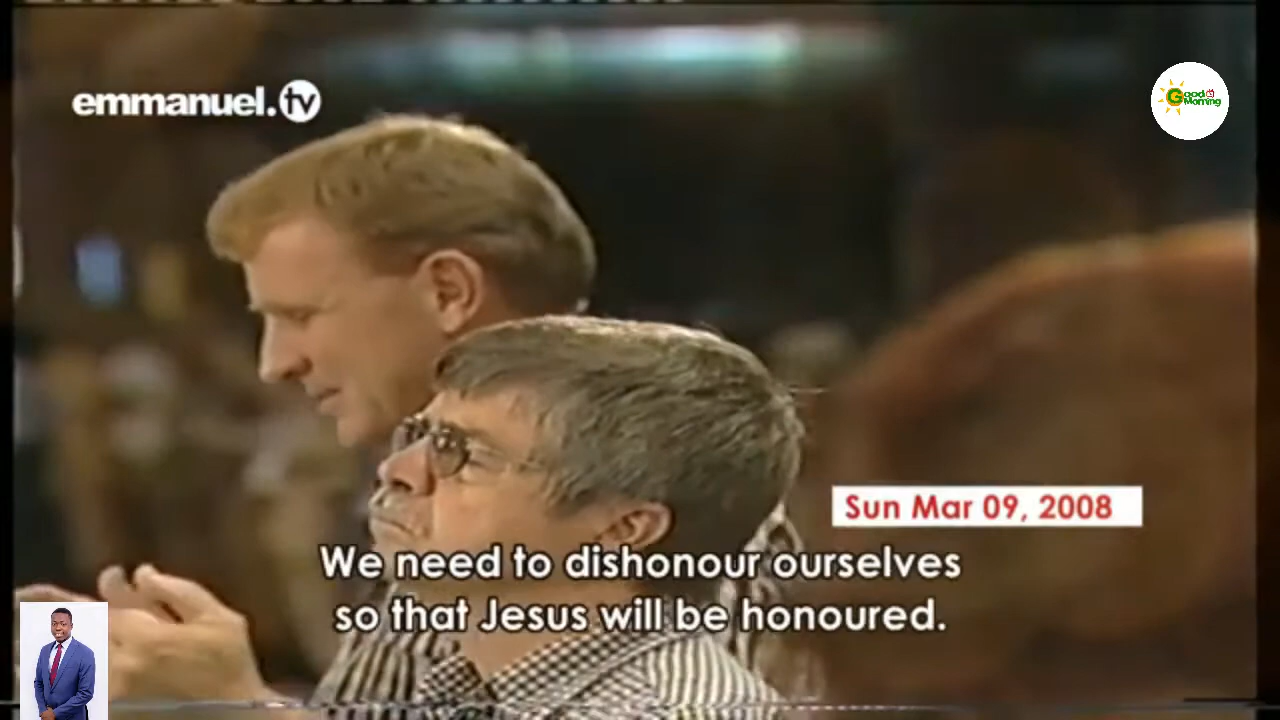 emmanuel.tv
Good
Morning
Sun Mar 09, 2008
We need to dishonour ourselves
so that Jesus will be honoured.